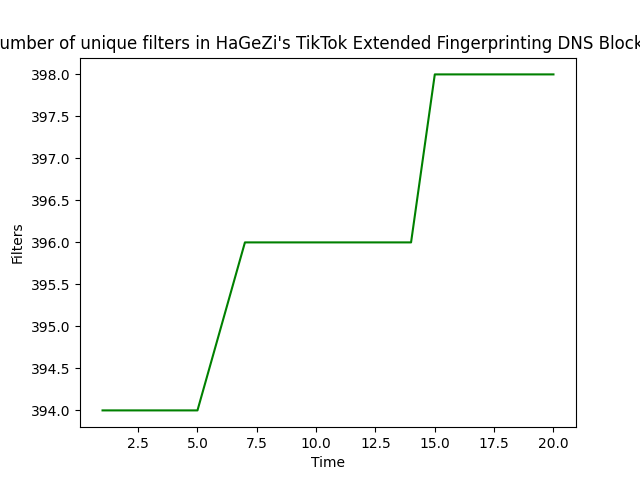 umber of unique filters in HaGeZi's TikTok Extended Fingerprinting DNS Block
398.0
397.5
397.0
396.5
396.0
395.5
395.0
394.5
394.0
Filters
2.5 5.0 7.5 10.0 12.5 15.0 17.5 20.0
Time